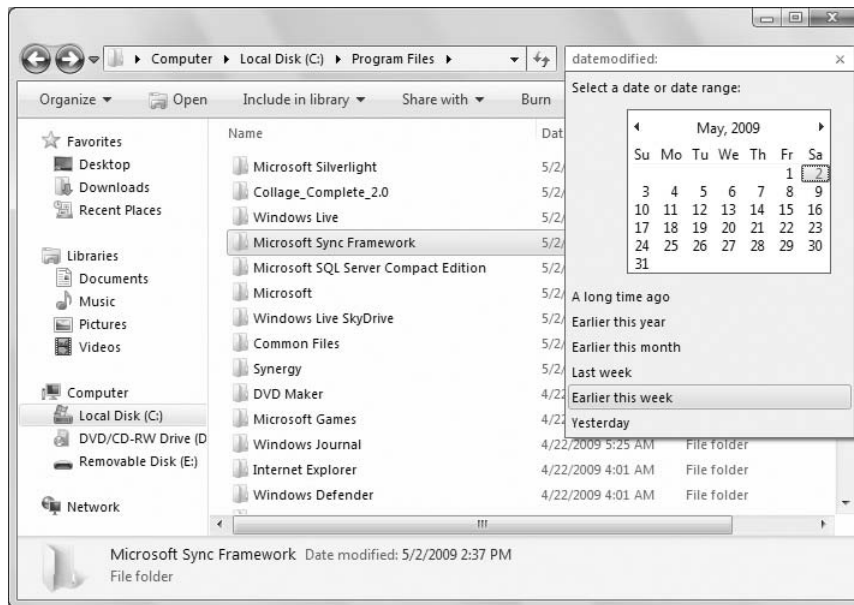 Computer ▸ Local Disk (C:) ▸ Program Files ▸
datemodified:
Organize ▾ Open Include in library ▾ Share with ▾ Burn
Favorites
Desktop
Downloads
Recent Places
Libraries
Documents
Music
Pictures
Videos
Computer
Local Disk (C:)
DVD/CD-RW Drive (D
Removable Disk (E:)
Network
Name Dat
Microsoft Silverlight 5/2/
Collage_Complete_2.0 5/2/
Windows Live 5/2/
Microsoft Sync Framework 5/2/
Microsoft SQL Server Compact Edition 5/2/
Microsoft 5/2/
Windows Live SkyDrive 5/2/
Common Files 5/2/
Synergy 5/2/
DVD Maker 4/22
Microsoft Games 4/22
Windows Journal 4/22/2009 5:25 AM File folder
Internet Explorer 4/22/2009 4:01 AM File folder
Windows Defender 4/22/2009 4:01 AM File folder
Select a date or date range:
May, 2009
Su Mo Tu We Th Fr Sa
1 2
3 4 5 6 7 8 9
10 11 12 13 14 15 16
17 18 19 20 21 22 23
24 25 26 27 28 29 30
31
A long time ago
Earlier this year
Earlier this month
Last week
Earlier this week
Yesterday
Microsoft Sync Framework Date modified: 5/2/2009 2:37 PM
File folder